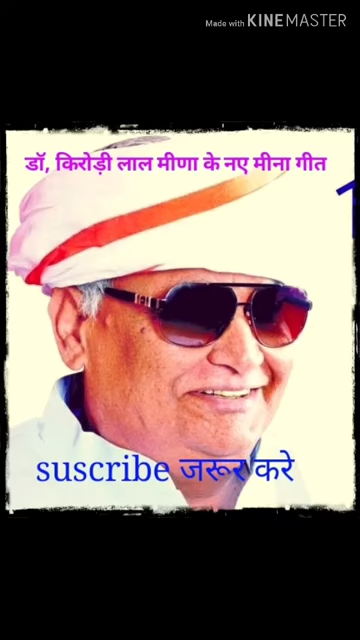 Made with KINEMASTER
डॉ, किरोड़ी लाल मीणा के नए मीना गीत
suscribe जरूर करे